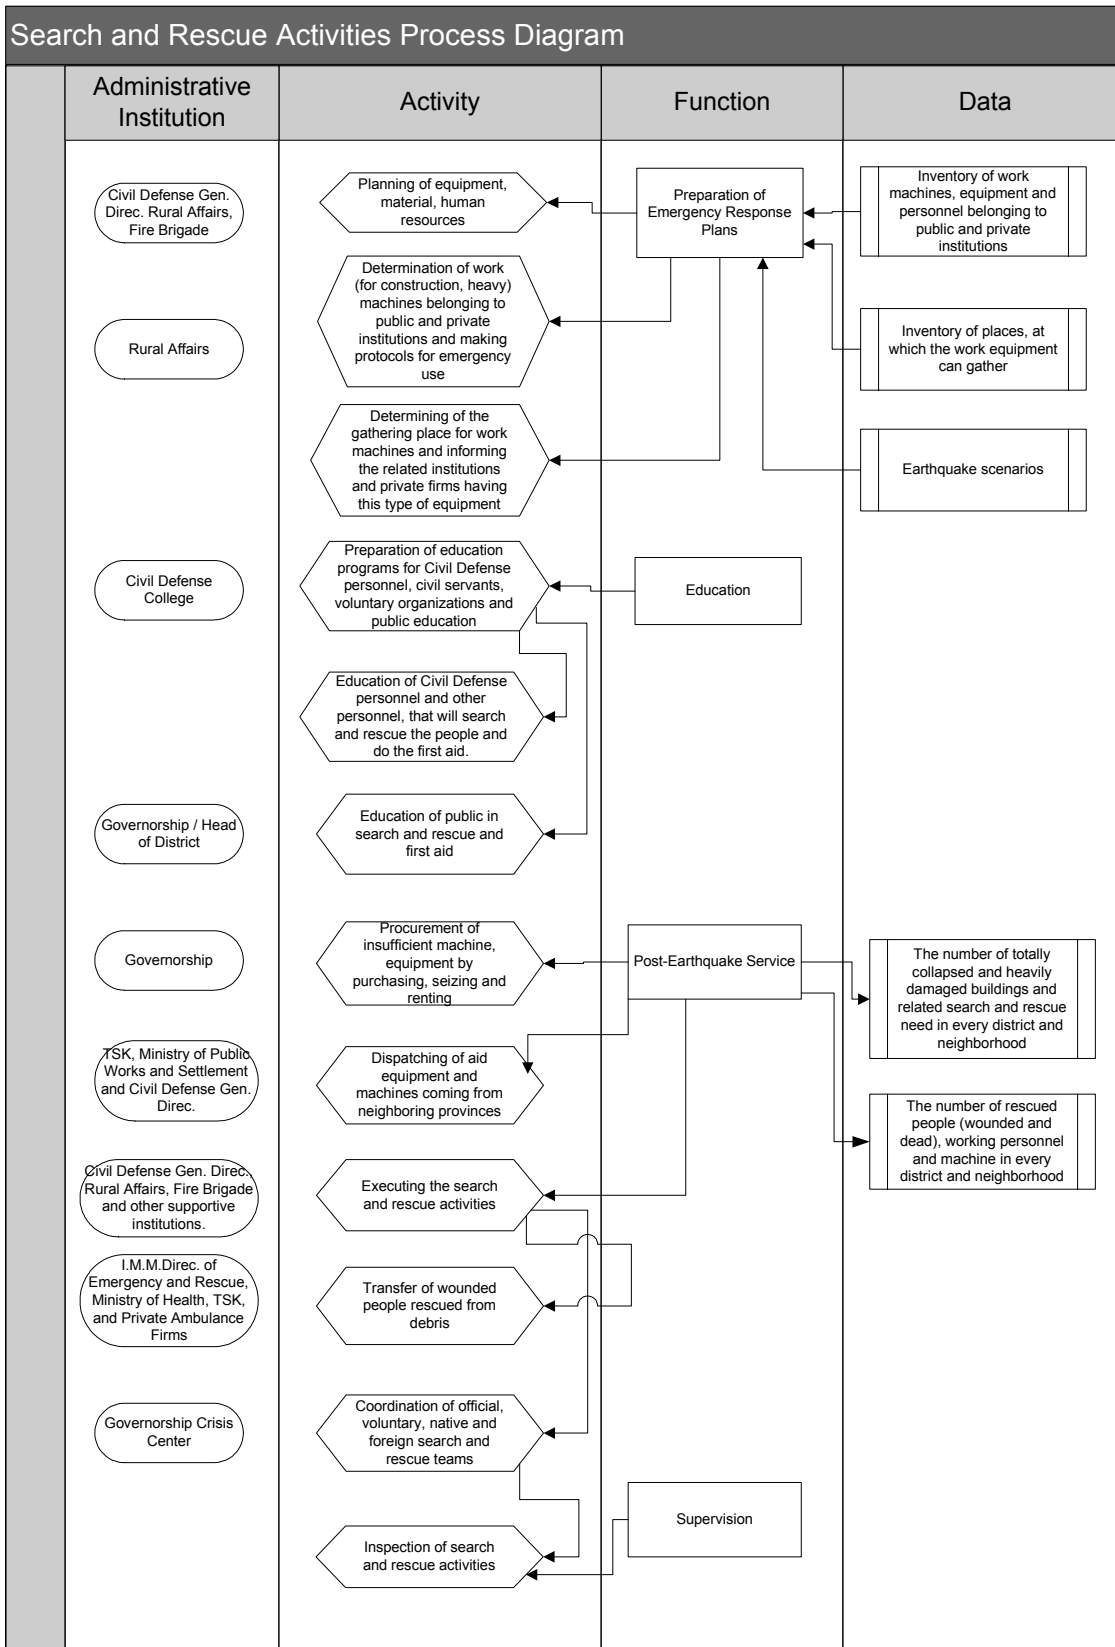 Search and Rescue Activities Process Diagram
Administrative
Institution
Activity
Function
Data
Civil Defense Gen.
Direc. Rural Affairs,
Fire Brigade
Planning of equipment,
material, human
resources
Preparation of
Emergency Response
Plans
Inventory of work
machines, equipment and
personnel belonging to
public and private
institutions
Rural Affairs
Determination of work
(for construction, heavy)
machines belonging to
public and private
institutions and making
protocols for emergency
use
Inventory of places, at
which the work equipment
can gather
Determining of the
gathering place for work
machines and informing
the related institutions
and private firms having
this type of equipment
Earthquake scenarios
Civil Defense
College
Preparation of education
programs for Civil Defense
personnel, civil servants,
voluntary organizations and
public education
Education
Education of Civil Defense
personnel and other
personnel, that will search
and rescue the people and
do the first aid.
Governorship / Head
of District
Education of public in
search and rescue and
first aid
Governorship
Procurement of
insufficient machine,
equipment by
purchasing, seizing and
renting
Post-Earthquake Service
The number of totally
collapsed and heavily
damaged buildings and
related search and rescue
need in every district and
neighborhood
TSK, Ministry of Public
Works and Settlement
and Civil Defense Gen.
Direc.
Dispatching of aid
equipment and
machines coming from
neighboring provinces
The number of rescued
people (wounded and
dead), working personnel
and machine in every
district and neighborhood
Civil Defense Gen. Direc.,
Rural Affairs, Fire Brigade
and other supportive
institutions.
Executing the search
and rescue activities
I.M.M.Direc. of
Emergency and Rescue,
Ministry of Health, TSK,
and Private Ambulance
Firms
Transfer of wounded
people rescued from
debris
Governorship Crisis
Center
Coordination of official,
voluntary, native and
foreign search and
rescue teams
Supervision
Inspection of search
and rescue activities